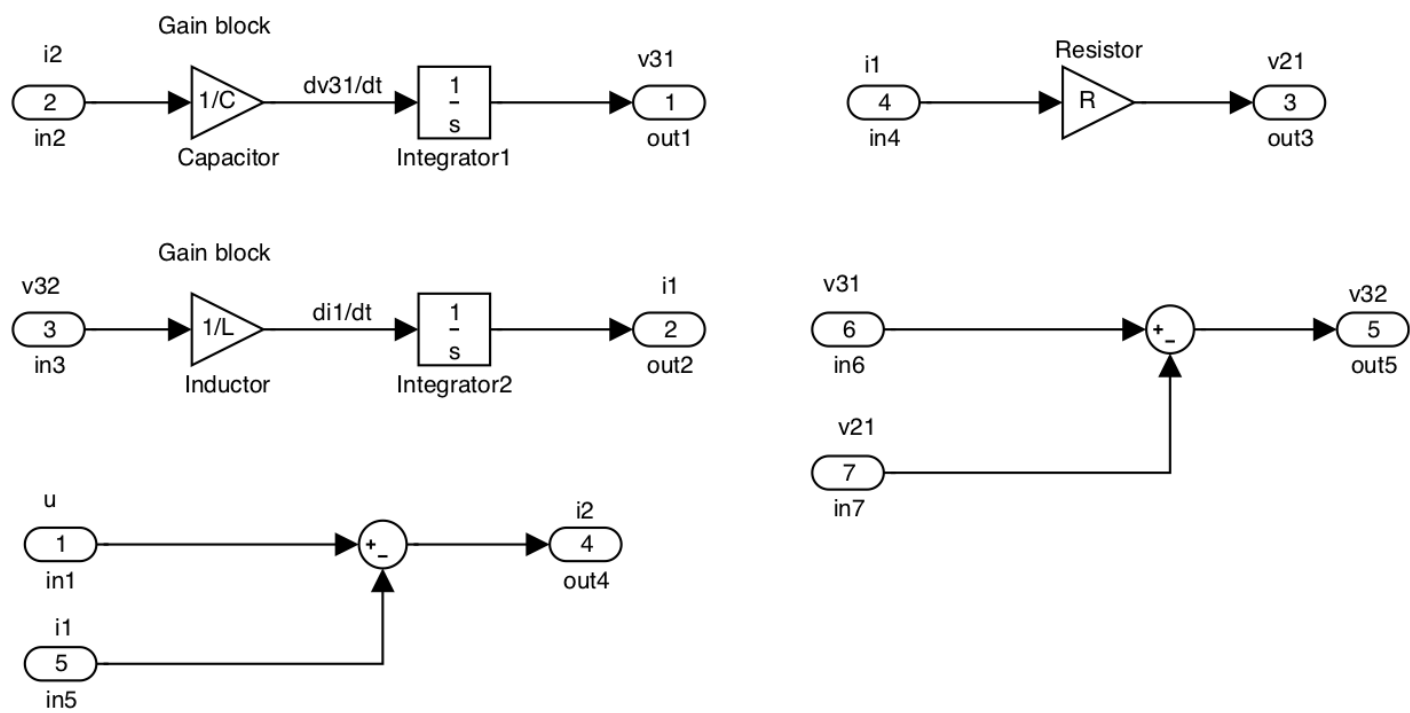 Gain block
i2
2
in2
1/C
Capacitor
dv31/dt
1
s
Integrator1
v31
1
out1
i1
4
in4
Resistor
R
v21
3
out3
Gain block
v32
3
in3
1/L
Inductor
di1/dt
1
s
Integrator2
i1
2
out2
v31
6
in6
+
−
v32
5
out5
v21
7
in7
u
1
in1
+
−
i2
4
out4
i1
5
in5